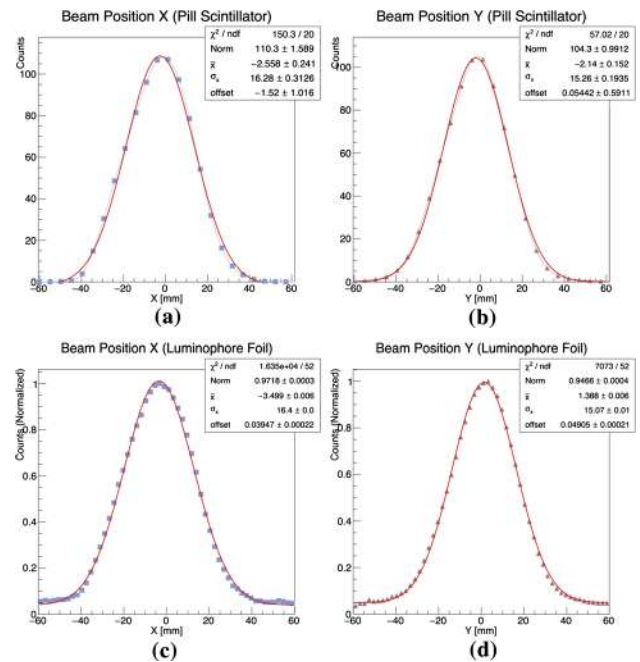 Beam Position X (Pill Scintillator)
Counts
χ² / ndf 150.3 / 20
Norm 110.3 ± 1.589
x̄ −2.558 ± 0.241
σx 16.28 ± 0.3126
offset −1.52 ± 1.016
100
80
60
40
20
0
−60 −40 −20 0 20 40 60
X [mm]
(a)
Beam Position Y (Pill Scintillator)
Counts
χ² / ndf 57.02 / 20
Norm 104.3 ± 0.9912
x̄ −2.14 ± 0.152
σx 15.26 ± 0.1935
offset 0.05442 ± 0.5911
100
80
60
40
20
0
−60 −40 −20 0 20 40 60
Y [mm]
(b)
Beam Position X (Luminophore Foil)
Counts (Normalized)
χ² / ndf 1.635e+04 / 52
Norm 0.9718 ± 0.0003
x̄ −3.499 ± 0.006
σx 16.4 ± 0.0
offset 0.03947 ± 0.00022
1
0.8
0.6
0.4
0.2
0
−60 −40 −20 0 20 40 60
X [mm]
(c)
Beam Position Y (Luminophore Foil)
Counts (Normalized)
χ² / ndf 7073 / 52
Norm 0.9466 ± 0.0004
x̄ 1.388 ± 0.006
σx 15.07 ± 0.01
offset 0.04905 ± 0.00021
1
0.8
0.6
0.4
0.2
0
−60 −40 −20 0 20 40 60
Y [mm]
(d)